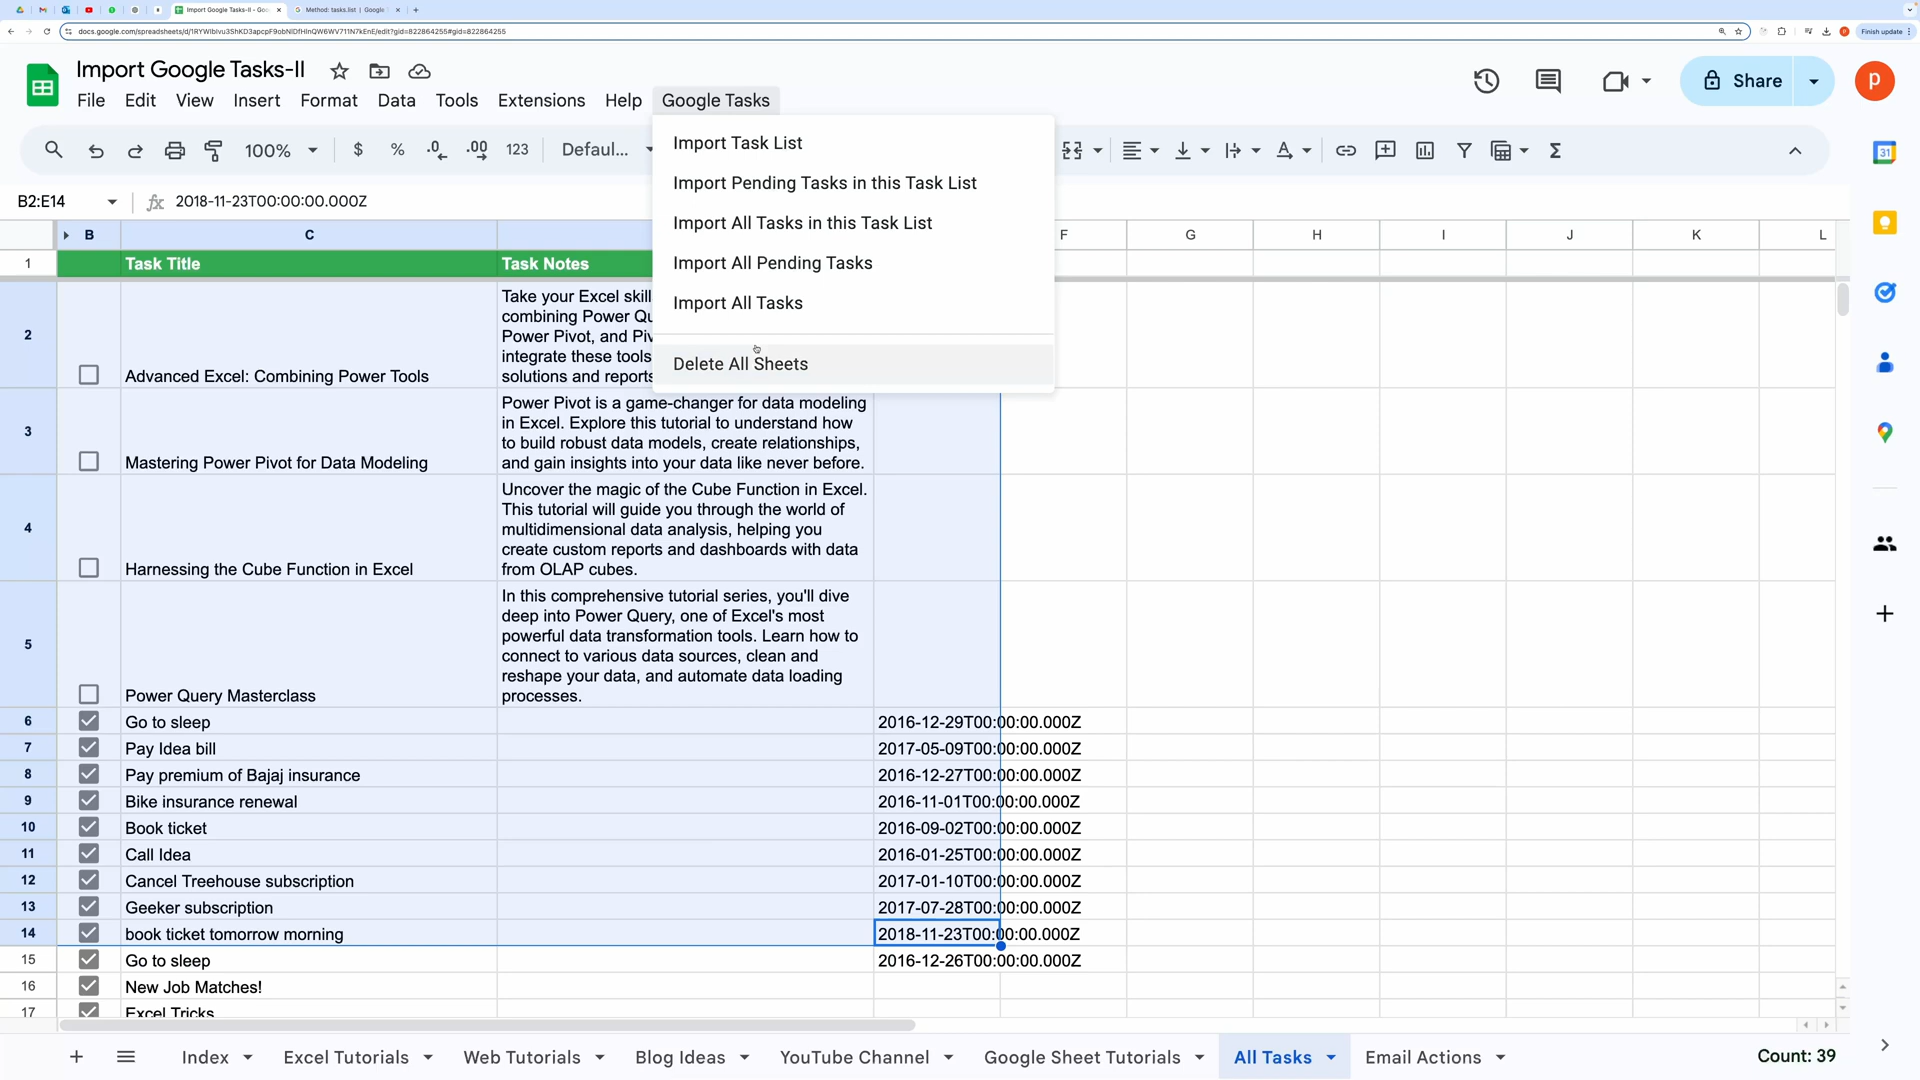 Import Google Tasks-II - Goo
Method: tasks.list | Google
docs.google.com/spreadsheets/d/
Finish update
Import Google Tasks-II
File Edit View Insert Format Data Tools Extensions Help Google Tasks
Share
p
100%
$ % .0 .00 123
Defaul...
B2:E14
fx 2018-11-23T00:00:00.000Z
Import Task List
Import Pending Tasks in this Task List
Import All Tasks in this Task List
Import All Pending Tasks
Import All Tasks
Delete All Sheets
B C F G H I J K L
1 Task Title Task Notes
2 Advanced Excel: Combining Power Tools
Take your Excel skill
combining Power Qu
Power Pivot, and Piv
integrate these tools
solutions and reports
3 Mastering Power Pivot for Data Modeling
Power Pivot is a game-changer for data modeling
in Excel. Explore this tutorial to understand how
to build robust data models, create relationships,
and gain insights into your data like never before.
4 Harnessing the Cube Function in Excel
Uncover the magic of the Cube Function in Excel.
This tutorial will guide you through the world of
multidimensional data analysis, helping you
create custom reports and dashboards with data
from OLAP cubes.
5 Power Query Masterclass
In this comprehensive tutorial series, you'll dive
deep into Power Query, one of Excel's most
powerful data transformation tools. Learn how to
connect to various data sources, clean and
reshape your data, and automate data loading
processes.
6 Go to sleep 2016-12-29T00:00:00.000Z
7 Pay Idea bill 2017-05-09T00:00:00.000Z
8 Pay premium of Bajaj insurance 2016-12-27T00:00:00.000Z
9 Bike insurance renewal 2016-11-01T00:00:00.000Z
10 Book ticket 2016-09-02T00:00:00.000Z
11 Call Idea 2016-01-25T00:00:00.000Z
12 Cancel Treehouse subscription 2017-01-10T00:00:00.000Z
13 Geeker subscription 2017-07-28T00:00:00.000Z
14 book ticket tomorrow morning 2018-11-23T00:00:00.000Z
15 Go to sleep 2016-12-26T00:00:00.000Z
16 New Job Matches!
17 Excel Tricks
Index Excel Tutorials Web Tutorials Blog Ideas YouTube Channel Google Sheet Tutorials All Tasks Email Actions Count: 39
31